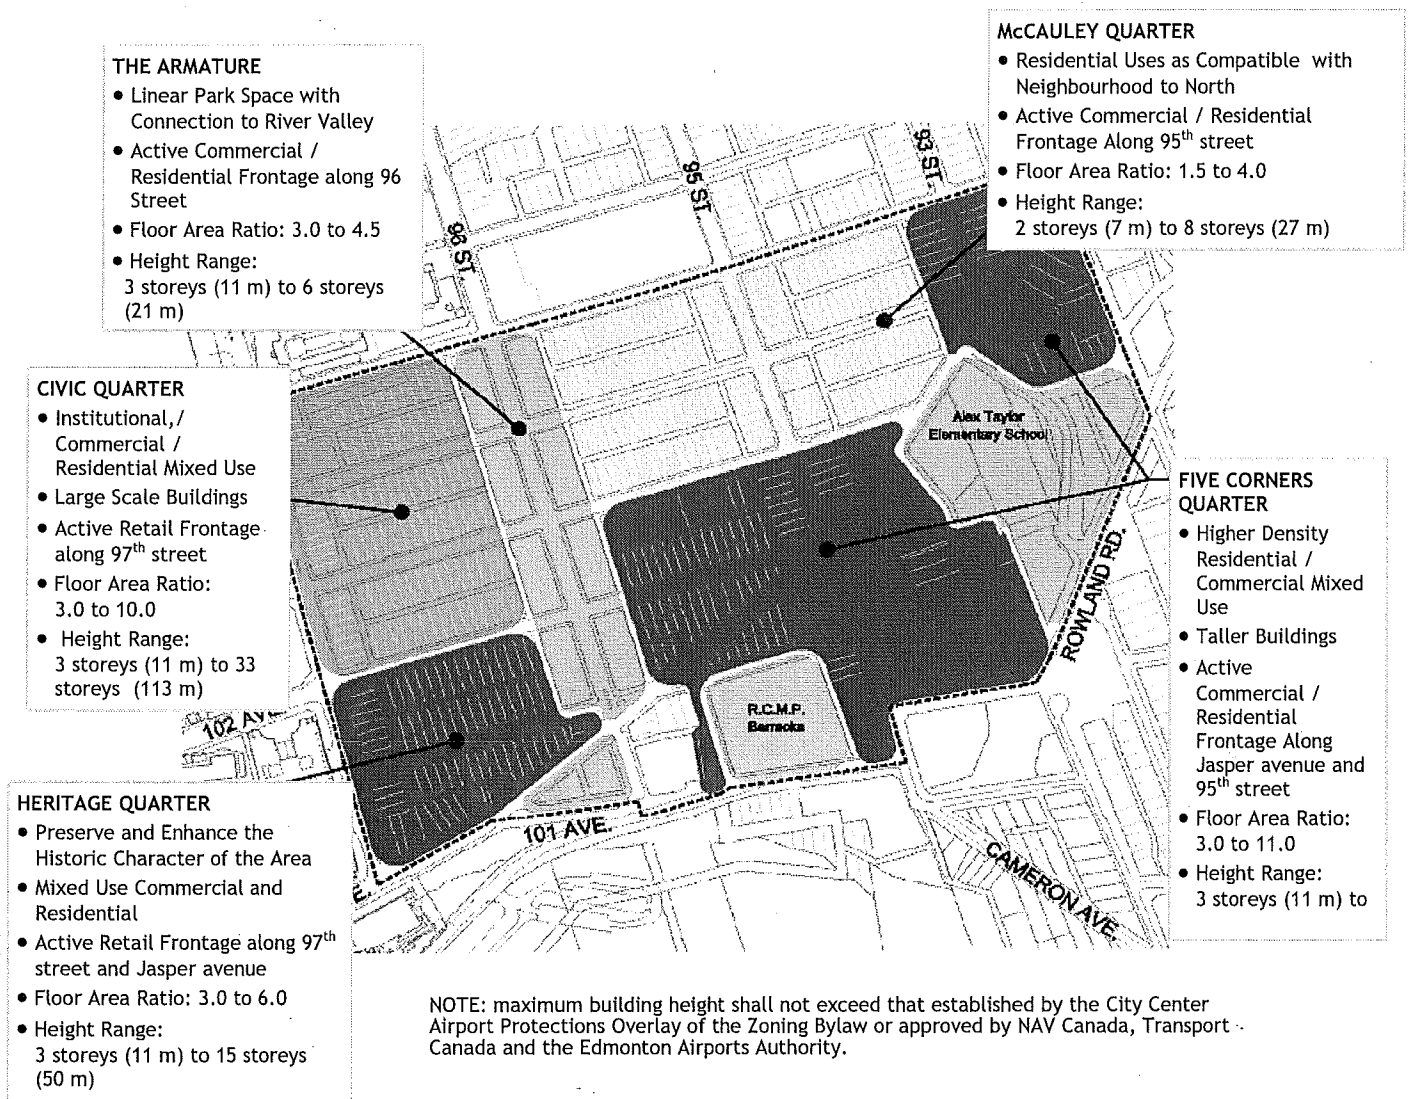 THE ARMATURE
• Linear Park Space with
Connection to River Valley
• Active Commercial /
Residential Frontage along 96
Street
• Floor Area Ratio: 3.0 to 4.5
• Height Range:
3 storeys (11 m) to 6 storeys
(21 m)
McCAULEY QUARTER
• Residential Uses as Compatible with
Neighbourhood to North
• Active Commercial / Residential
Frontage Along 95th street
• Floor Area Ratio: 1.5 to 4.0
• Height Range:
2 storeys (7 m) to 8 storeys (27 m)
93 ST.
95 ST.
96 ST.
CIVIC QUARTER
• Institutional,/
Commercial /
Residential Mixed Use
• Large Scale Buildings
• Active Retail Frontage
along 97th street
• Floor Area Ratio:
3.0 to 10.0
• Height Range:
3 storeys (11 m) to 33
storeys (113 m)
Alex Taylor
Elementary School
FIVE CORNERS
QUARTER
• Higher Density
Residential /
Commercial Mixed
Use
• Taller Buildings
• Active
Commercial /
Residential
Frontage Along
Jasper avenue and
95th street
• Floor Area Ratio:
3.0 to 11.0
• Height Range:
3 storeys (11 m) to
ROWLAND RD.
R.C.M.P.
Barracks
102 AVE.
101 AVE.
CAMERON AVE.
E.
HERITAGE QUARTER
• Preserve and Enhance the
Historic Character of the Area
• Mixed Use Commercial and
Residential
• Active Retail Frontage along 97th
street and Jasper avenue
• Floor Area Ratio: 3.0 to 6.0
• Height Range:
3 storeys (11 m) to 15 storeys
(50 m)
NOTE: maximum building height shall not exceed that established by the City Center
Airport Protections Overlay of the Zoning Bylaw or approved by NAV Canada, Transport
Canada and the Edmonton Airports Authority.